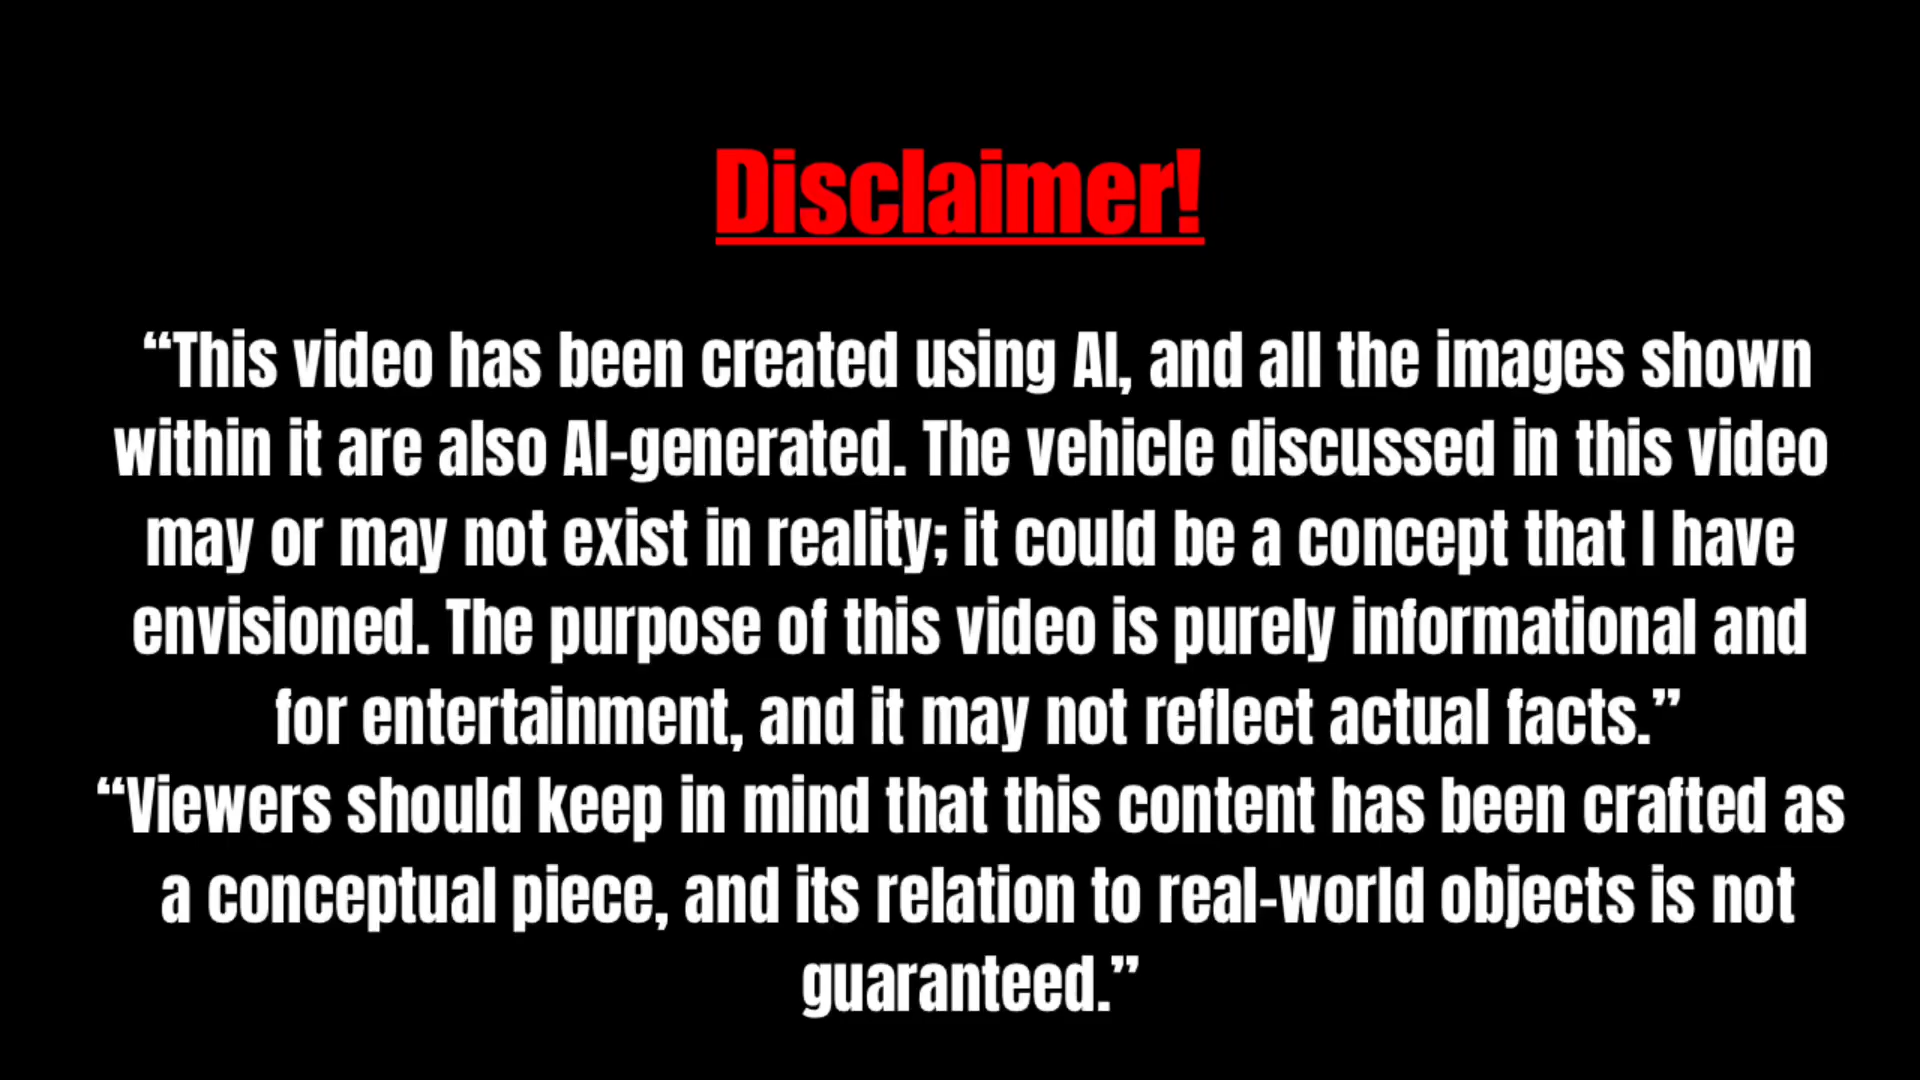 Disclaimer!
“This video has been created using AI, and all the images shown
within it are also AI-generated. The vehicle discussed in this video
may or may not exist in reality; it could be a concept that I have
envisioned. The purpose of this video is purely informational and
for entertainment, and it may not reflect actual facts.”
“Viewers should keep in mind that this content has been crafted as
a conceptual piece, and its relation to real-world objects is not
guaranteed.”